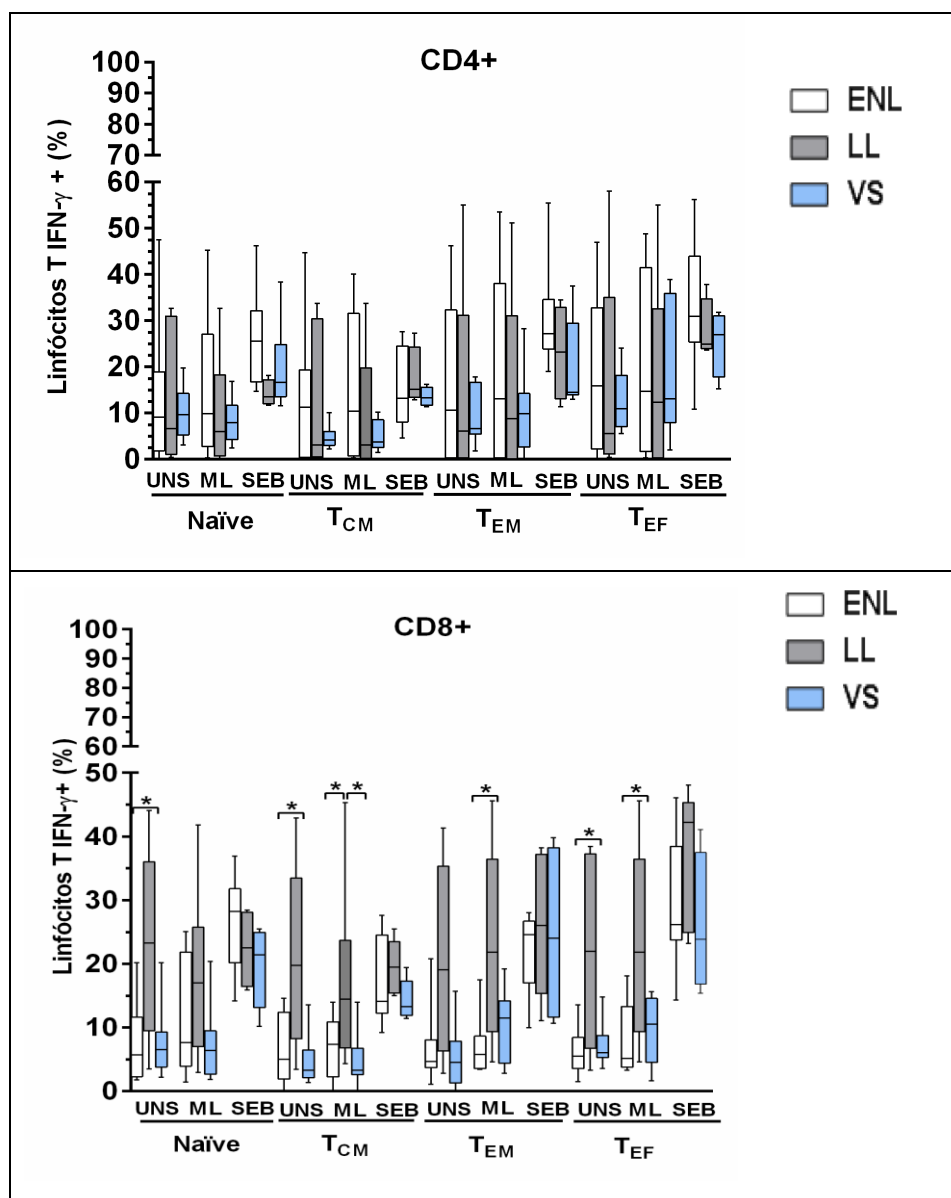 CD4+
ENL
LL
VS
Linfócitos T IFN-γ + (%)
100
90
80
70
60
50
40
30
20
10
0
UNS ML SEB UNS ML SEB UNS ML SEB UNS ML SEB
Naïve TCM TEM TEF
CD8+
ENL
LL
VS
Linfócitos T IFN-γ+ (%)
100
90
80
70
60
50
40
30
20
10
0
* * * * * * *
UNS ML SEB UNS ML SEB UNS ML SEB UNS ML SEB
Naïve TCM TEM TEF